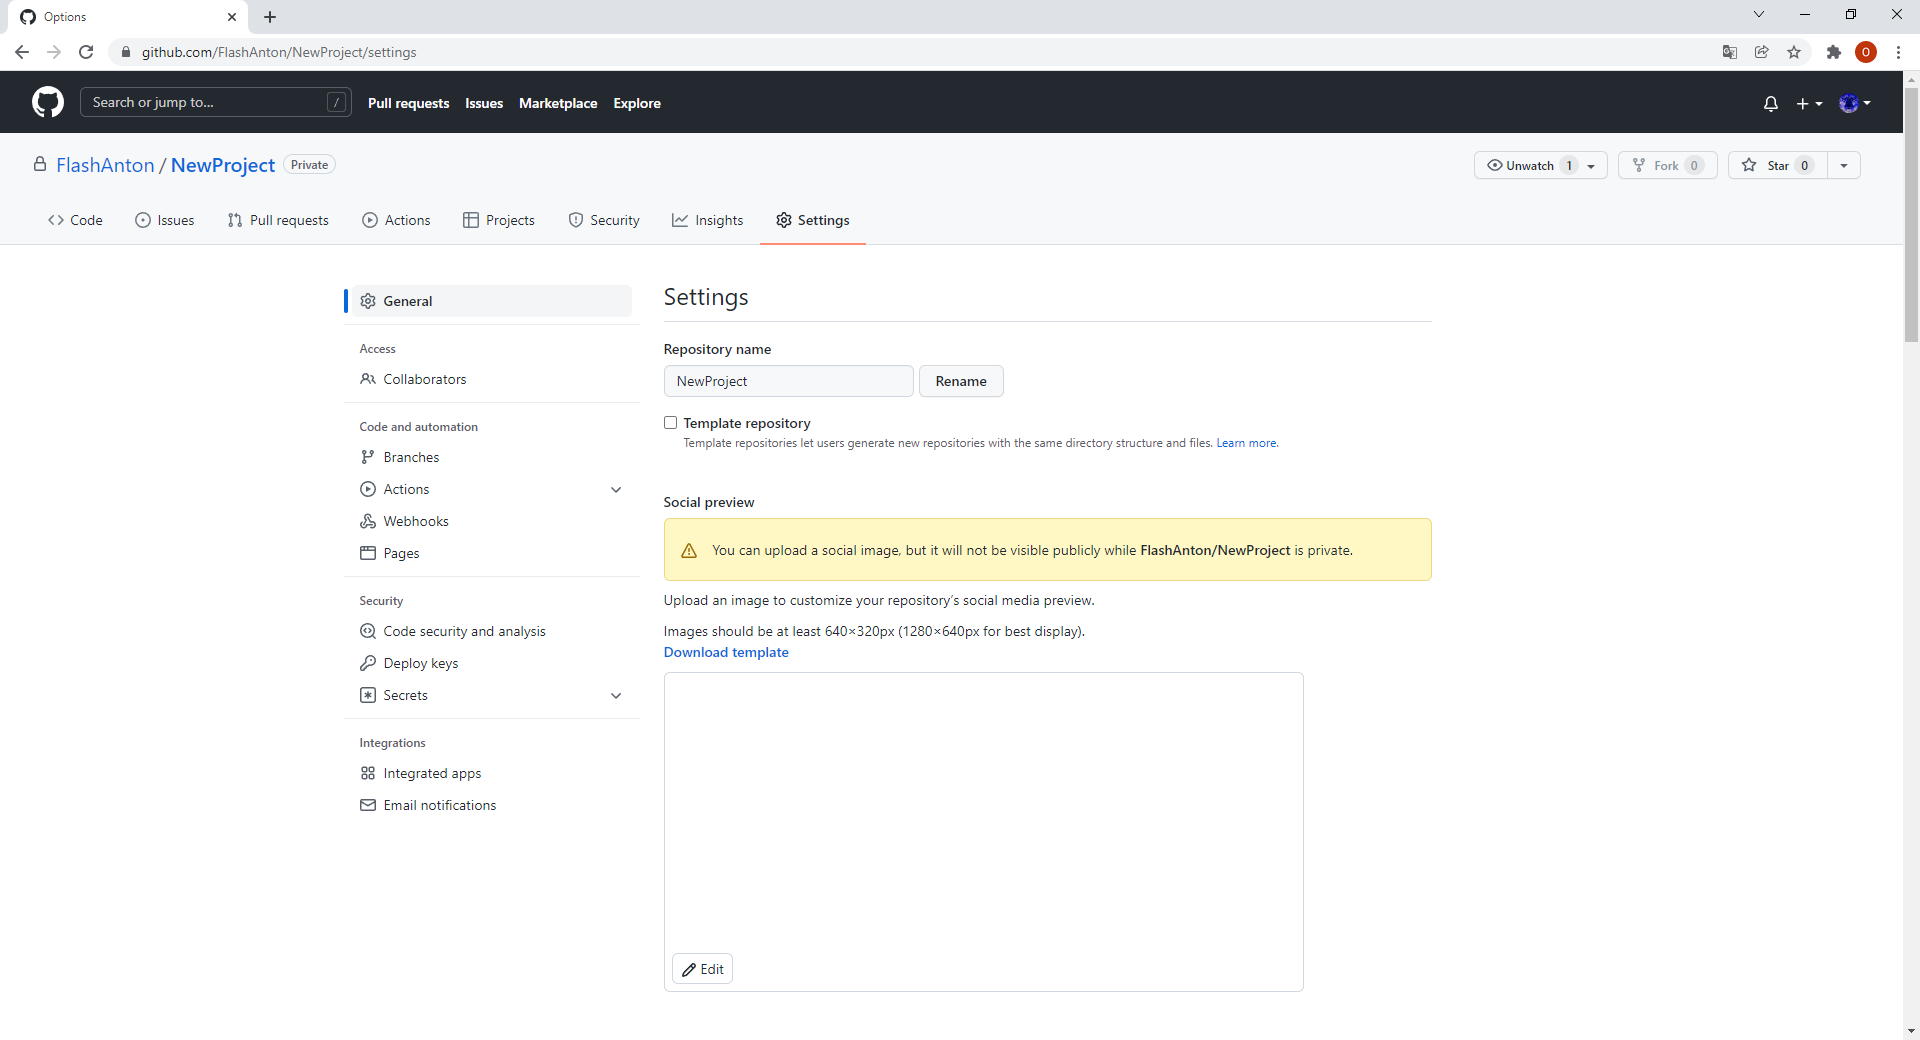 Options
github.com/FlashAnton/NewProject/settings
O
Search or jump to...
/
Pull requests
Issues
Marketplace
Explore
FlashAnton / NewProject
Private
Unwatch 1
Fork 0
Star 0
Code
Issues
Pull requests
Actions
Projects
Security
Insights
Settings
General
Access
Collaborators
Code and automation
Branches
Actions
Webhooks
Pages
Security
Code security and analysis
Deploy keys
Secrets
Integrations
Integrated apps
Email notifications
Settings
Repository name
NewProject
Rename
Template repository
Template repositories let users generate new repositories with the same directory structure and files. Learn more.
Social preview
You can upload a social image, but it will not be visible publicly while FlashAnton/NewProject is private.
Upload an image to customize your repository’s social media preview.
Images should be at least 640×320px (1280×640px for best display).
Download template
Edit